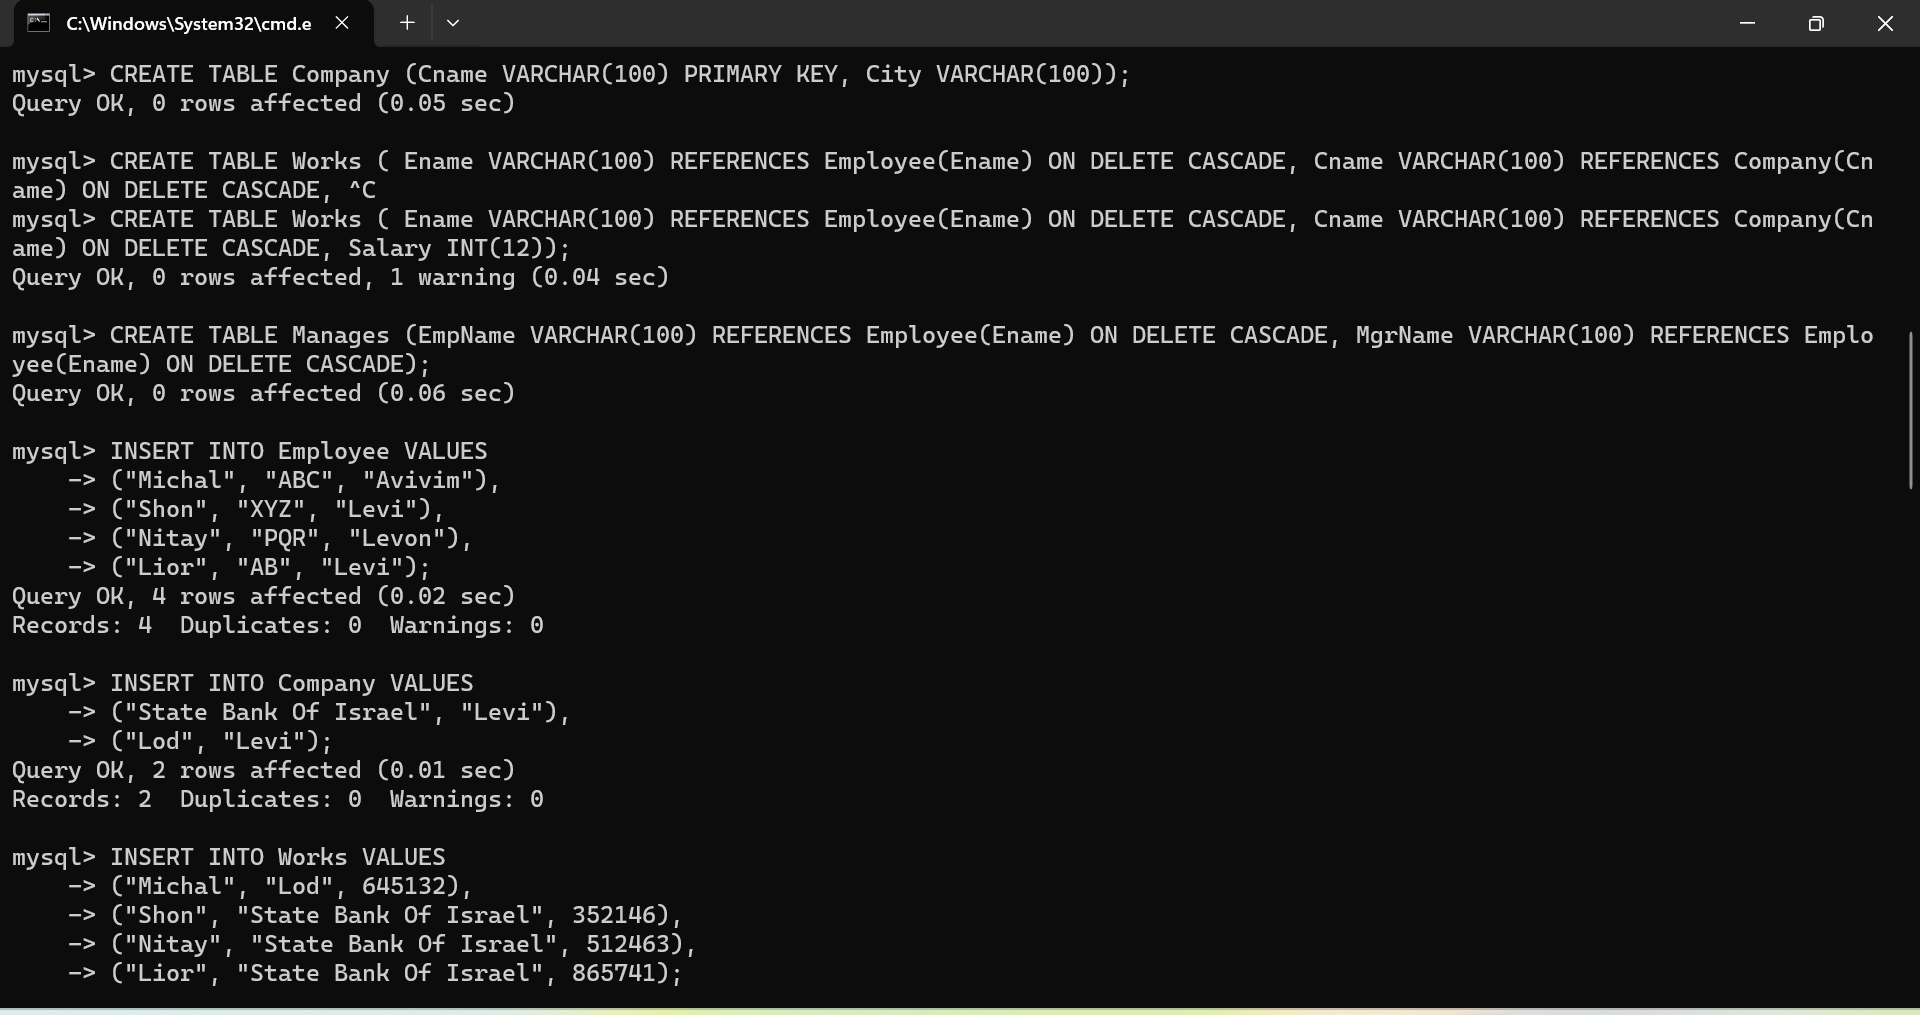 C:\Windows\System32\cmd.e
mysql> CREATE TABLE Company (Cname VARCHAR(100) PRIMARY KEY, City VARCHAR(100));
Query OK, 0 rows affected (0.05 sec)
mysql> CREATE TABLE Works ( Ename VARCHAR(100) REFERENCES Employee(Ename) ON DELETE CASCADE, Cname VARCHAR(100) REFERENCES Company(Cn
ame) ON DELETE CASCADE, ^C
mysql> CREATE TABLE Works ( Ename VARCHAR(100) REFERENCES Employee(Ename) ON DELETE CASCADE, Cname VARCHAR(100) REFERENCES Company(Cn
ame) ON DELETE CASCADE, Salary INT(12));
Query OK, 0 rows affected, 1 warning (0.04 sec)
mysql> CREATE TABLE Manages (EmpName VARCHAR(100) REFERENCES Employee(Ename) ON DELETE CASCADE, MgrName VARCHAR(100) REFERENCES Emplo
yee(Ename) ON DELETE CASCADE);
Query OK, 0 rows affected (0.06 sec)
mysql> INSERT INTO Employee VALUES
    -> ("Michal", "ABC", "Avivim"),
    -> ("Shon", "XYZ", "Levi"),
    -> ("Nitay", "PQR", "Levon"),
    -> ("Lior", "AB", "Levi");
Query OK, 4 rows affected (0.02 sec)
Records: 4  Duplicates: 0  Warnings: 0
mysql> INSERT INTO Company VALUES
    -> ("State Bank Of Israel", "Levi"),
    -> ("Lod", "Levi");
Query OK, 2 rows affected (0.01 sec)
Records: 2  Duplicates: 0  Warnings: 0
mysql> INSERT INTO Works VALUES
    -> ("Michal", "Lod", 645132),
    -> ("Shon", "State Bank Of Israel", 352146),
    -> ("Nitay", "State Bank Of Israel", 512463),
    -> ("Lior", "State Bank Of Israel", 865741);